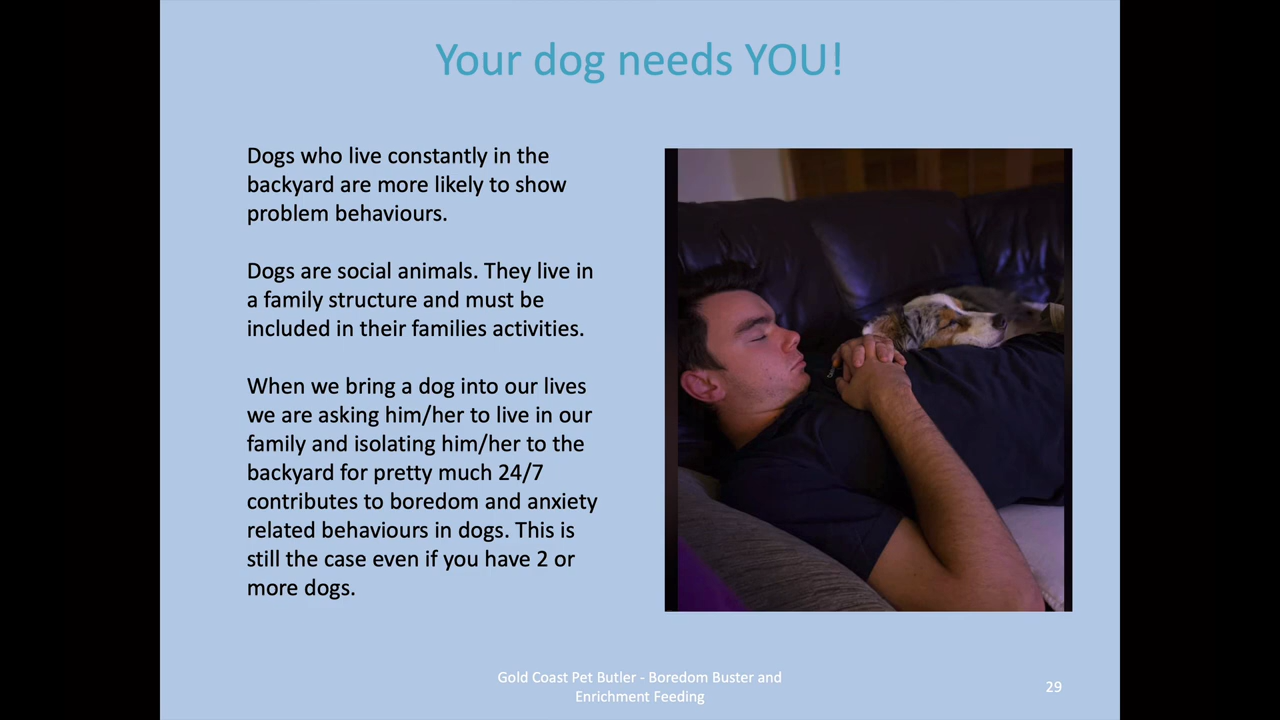 Your dog needs YOU!
Dogs who live constantly in the
backyard are more likely to show
problem behaviours.
Dogs are social animals. They live in
a family structure and must be
included in their families activities.
When we bring a dog into our lives
we are asking him/her to live in our
family and isolating him/her to the
backyard for pretty much 24/7
contributes to boredom and anxiety
related behaviours in dogs. This is
still the case even if you have 2 or
more dogs.
Gold Coast Pet Butler - Boredom Buster and
Enrichment Feeding
29